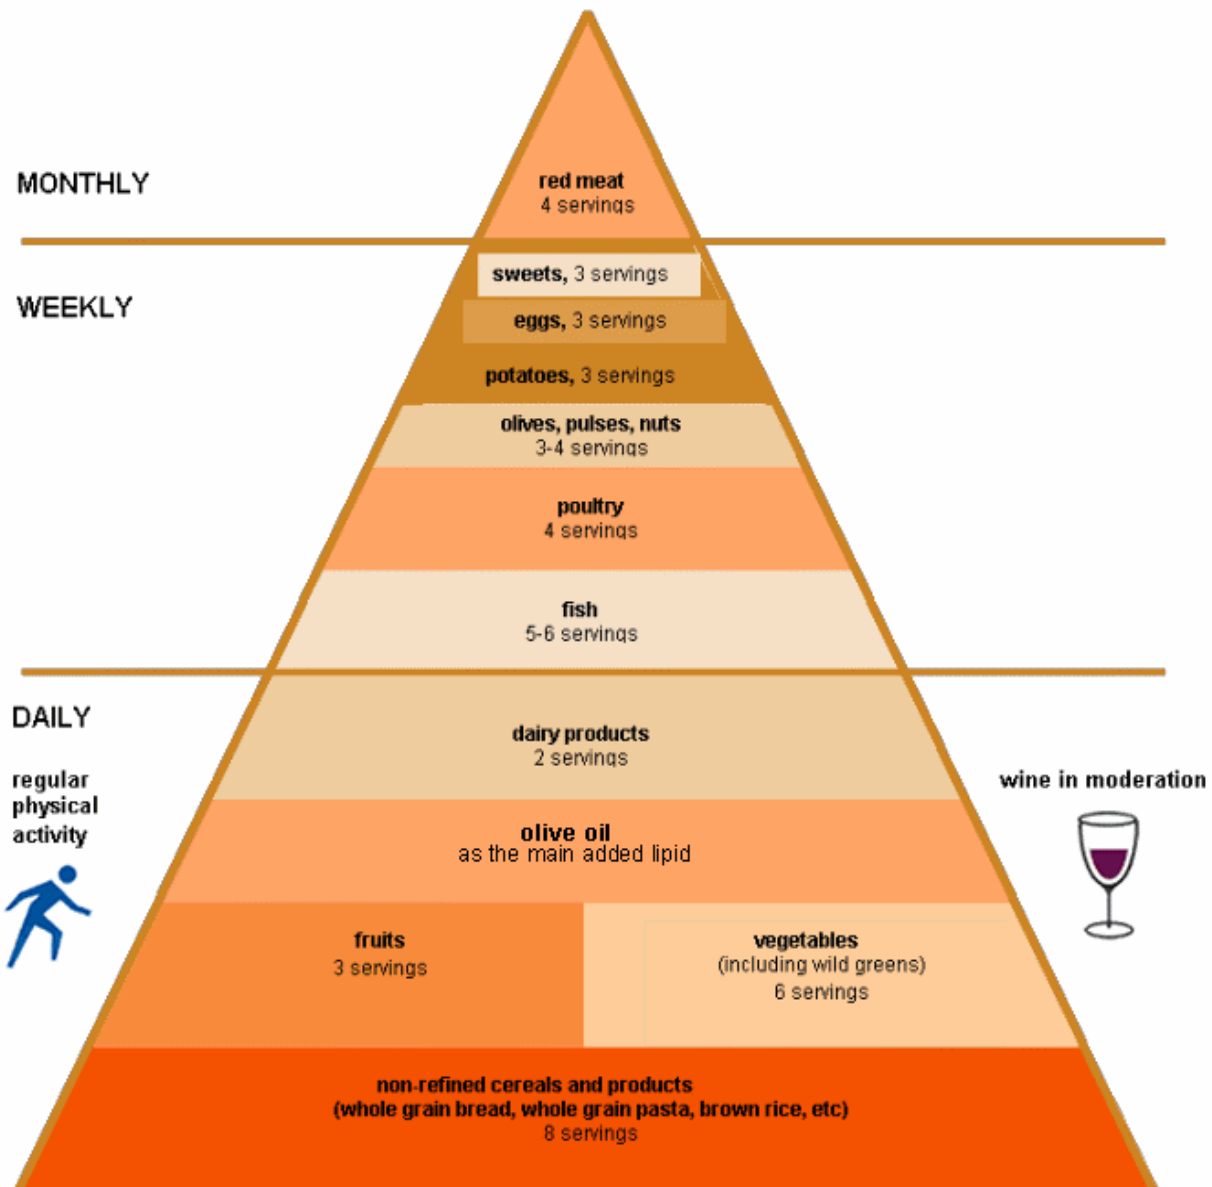 MONTHLY
red meat
4 servings
sweets, 3 servings
WEEKLY
eggs, 3 servings
potatoes, 3 servings
olives, pulses, nuts
3-4 servings
poultry
4 servings
fish
5-6 servings
DAILY
dairy products
2 servings
regular
physical
activity
wine in moderation
olive oil
as the main added lipid
fruits
3 servings
vegetables
(including wild greens)
6 servings
non-refined cereals and products
(whole grain bread, whole grain pasta, brown rice, etc)
8 servings